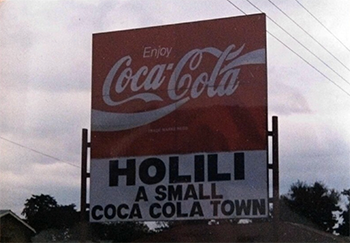 Enjoy
Coca-Cola
HOLILI
A SMALL
COCA COLA TOWN